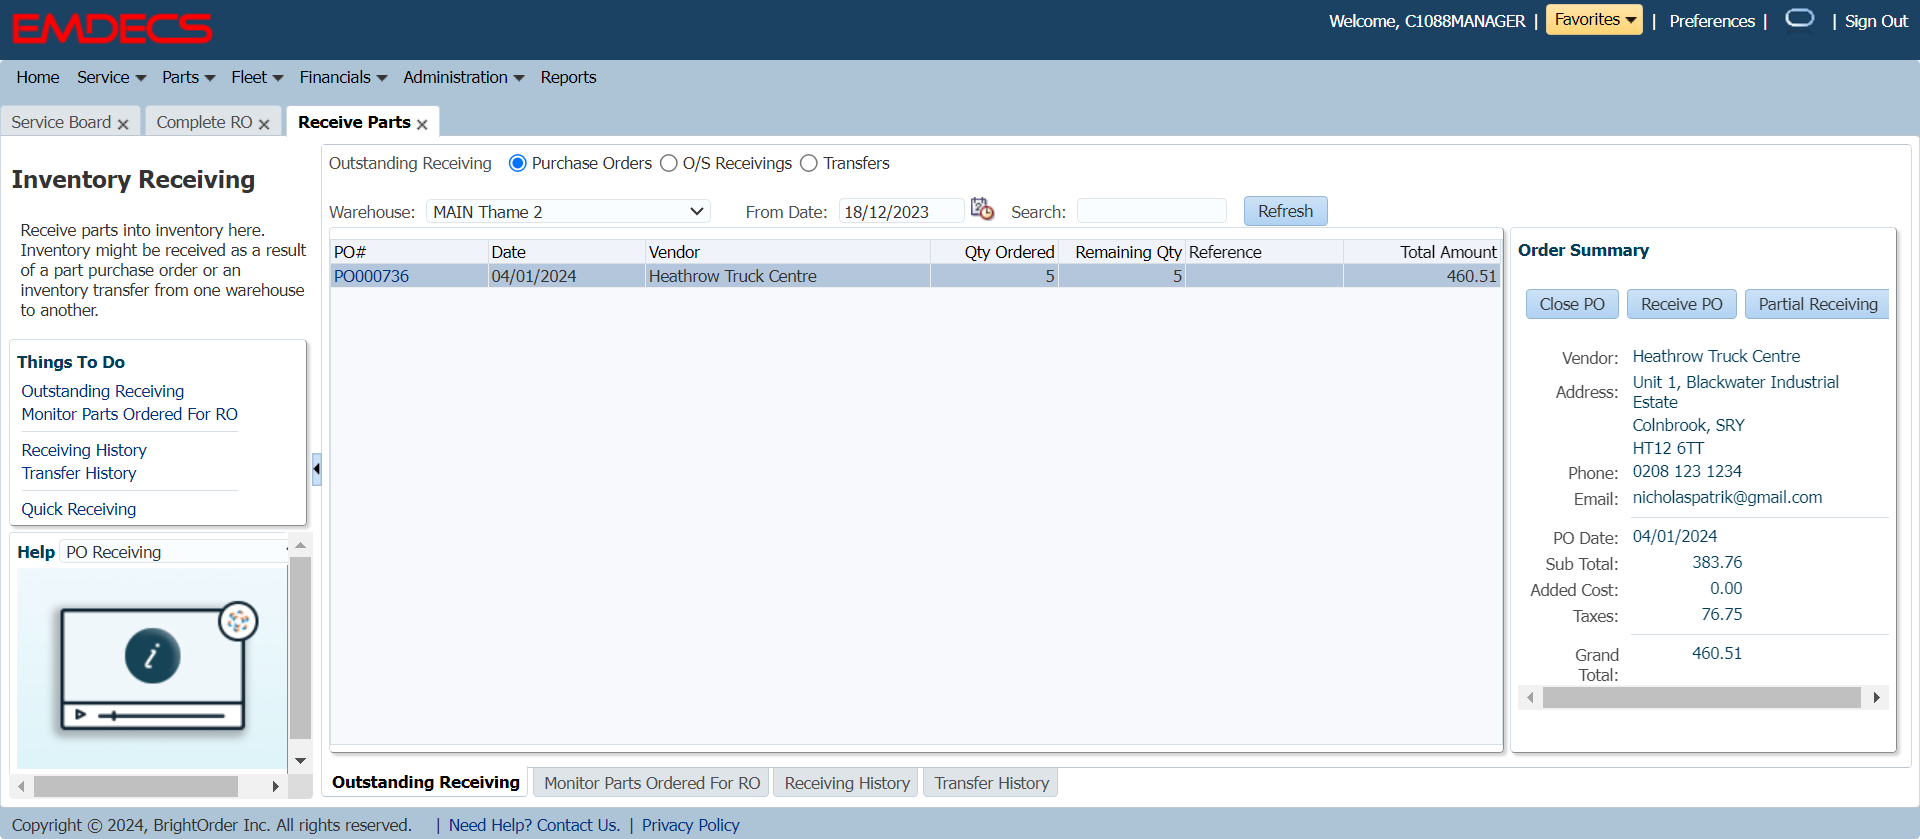 EMDECS
Welcome, C1088MANAGER | Favorites | Preferences | | Sign Out
Home Service Parts Fleet Financials Administration Reports
Service Board Complete RO Receive Parts
Inventory Receiving
Receive parts into inventory here.
Inventory might be received as a result
of a part purchase order or an
inventory transfer from one warehouse
to another.
Things To Do
Outstanding Receiving
Monitor Parts Ordered For RO
Receiving History
Transfer History
Quick Receiving
Help PO Receiving
i
Outstanding Receiving Purchase Orders O/S Receivings Transfers
Warehouse: MAIN Thame 2 From Date: 18/12/2023 Search: Refresh
PO# Date Vendor Qty Ordered Remaining Qty Reference Total Amount
PO000736 04/01/2024 Heathrow Truck Centre 5 5 460.51
Order Summary
Close PO Receive PO Partial Receiving
Vendor: Heathrow Truck Centre
Address: Unit 1, Blackwater Industrial
Estate
Colnbrook, SRY
HT12 6TT
Phone: 0208 123 1234
Email: nicholaspatrik@gmail.com
PO Date: 04/01/2024
Sub Total: 383.76
Added Cost: 0.00
Taxes: 76.75
Grand
Total: 460.51
Outstanding Receiving Monitor Parts Ordered For RO Receiving History Transfer History
Copyright © 2024, BrightOrder Inc. All rights reserved. | Need Help? Contact Us. | Privacy Policy